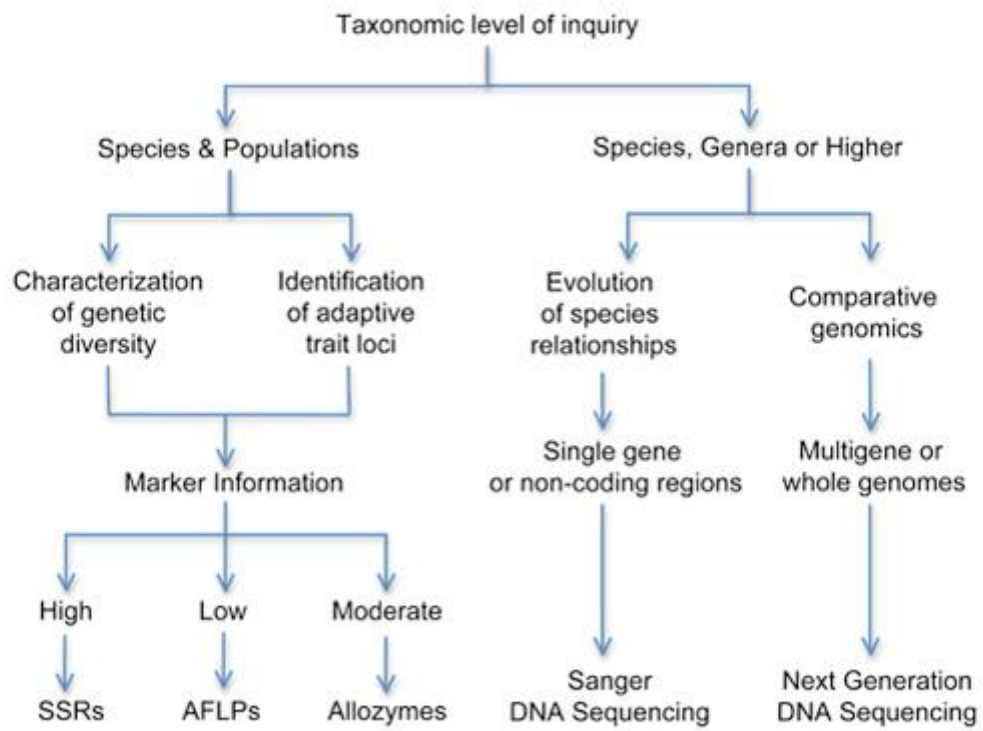 Taxonomic level of inquiry
Species & Populations
Species, Genera or Higher
Characterization
of genetic
diversity
Identification
of adaptive
trait loci
Evolution
of species
relationships
Comparative
genomics
Marker Information
Single gene
or non-coding regions
Multigene or
whole genomes
High
Low
Moderate
SSRs
AFLPs
Allozymes
Sanger
DNA Sequencing
Next Generation
DNA Sequencing